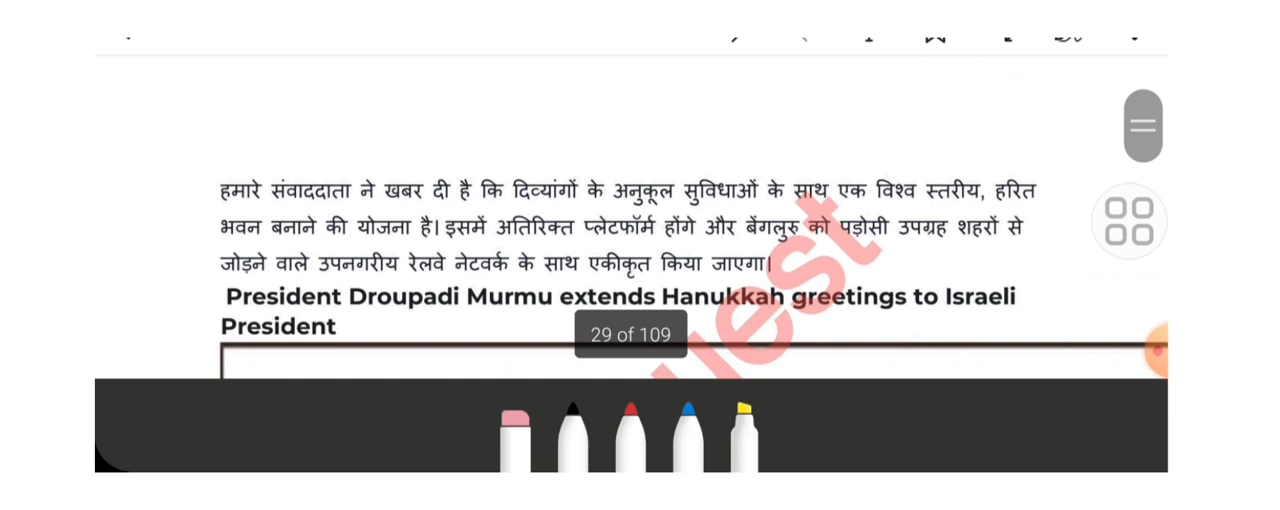 हमारे संवाददाता ने खबर दी है कि दिव्यांगों के अनुकूल सुविधाओं के साथ एक विश्व स्तरीय, हरित
भवन बनाने की योजना है। इसमें अतिरिक्त प्लेटफॉर्म होंगे और बेंगलुरु को पड़ोसी उपग्रह शहरों से
जोड़ने वाले उपनगरीय रेलवे नेटवर्क के साथ एकीकृत किया जाएगा।
President Droupadi Murmu extends Hanukkah greetings to Israeli
President
29 of 109